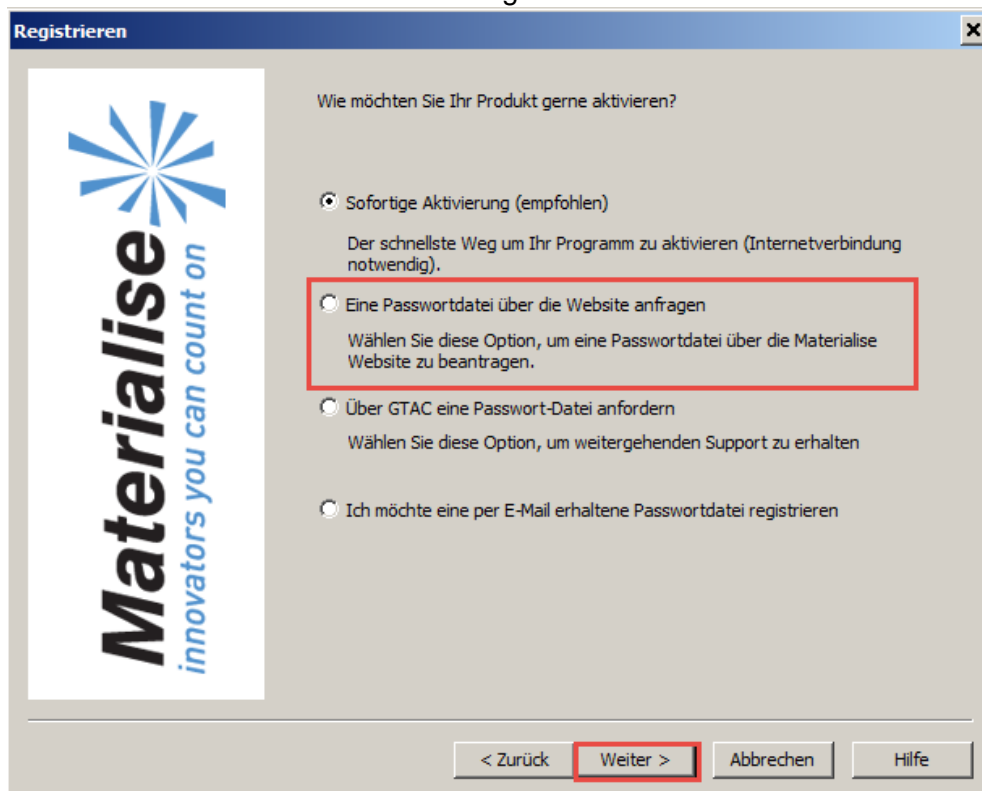 Registrieren
Materialise
innovators you can count on
Wie möchten Sie Ihr Produkt gerne aktivieren?
Sofortige Aktivierung (empfohlen)
Der schnellste Weg um Ihr Programm zu aktivieren (Internetverbindung
notwendig).
Eine Passwortdatei über die Website anfragen
Wählen Sie diese Option, um eine Passwortdatei über die Materialise
Website zu beantragen.
Über GTAC eine Passwort-Datei anfordern
Wählen Sie diese Option, um weitergehenden Support zu erhalten
Ich möchte eine per E-Mail erhaltene Passwortdatei registrieren
< Zurück Weiter > Abbrechen Hilfe